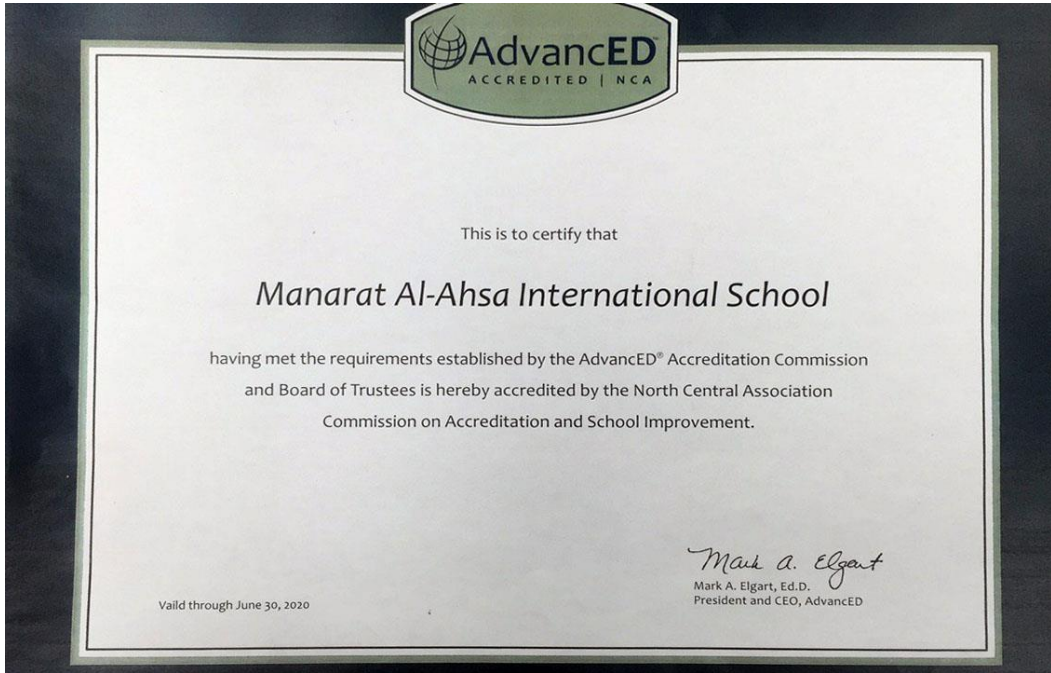 AdvancED™
ACCREDITED | NCA
This is to certify that
Manarat Al-Ahsa International School
having met the requirements established by the AdvancED® Accreditation Commission
and Board of Trustees is hereby accredited by the North Central Association
Commission on Accreditation and School Improvement.
Mark A. Elgart
Mark A. Elgart, Ed.D.
President and CEO, AdvancED
Vaild through June 30, 2020